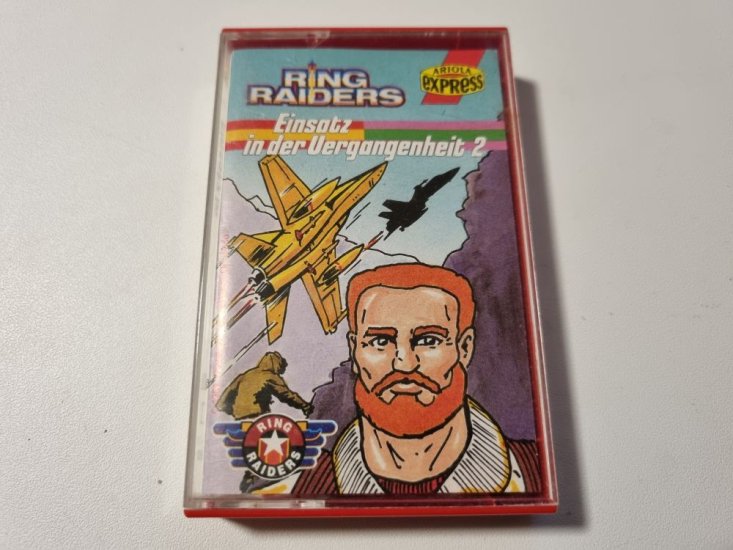 RING
RAIDERS
ARIOLA
EXPRESS
Einsatz
in der Vergangenheit 2
RING
RAIDERS